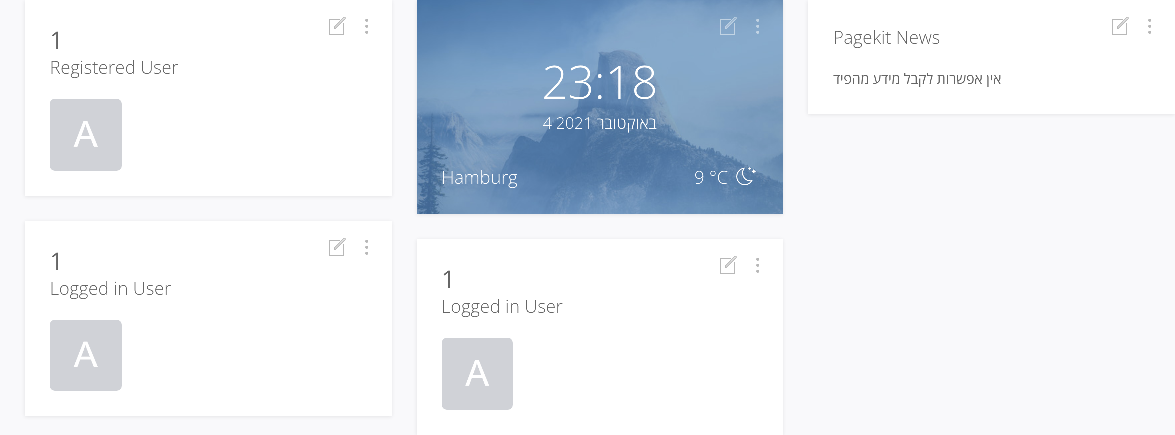 1
Registered User
A
1
Logged in User
A
23:18
4 באוקטובר 2021
Hamburg
9 °C
1
Logged in User
A
Pagekit News
אין אפשרות לקבל מידע מהפיד